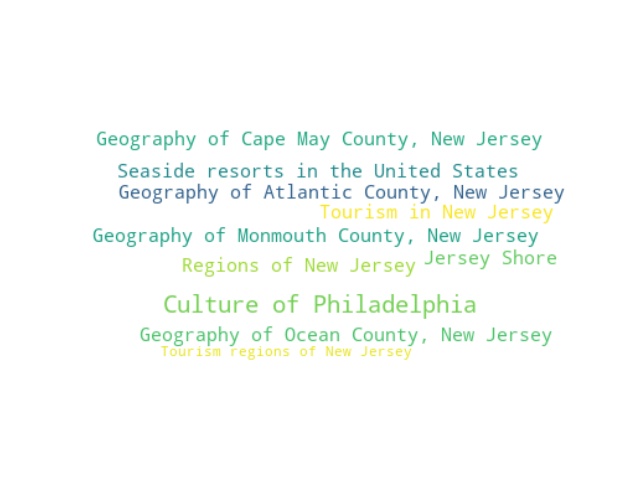 Geography of Cape May County, New Jersey
Seaside resorts in the United States
Geography of Atlantic County, New Jersey
Tourism in New Jersey
Geography of Monmouth County, New Jersey
Jersey Shore
Regions of New Jersey
Culture of Philadelphia
Geography of Ocean County, New Jersey
Tourism regions of New Jersey